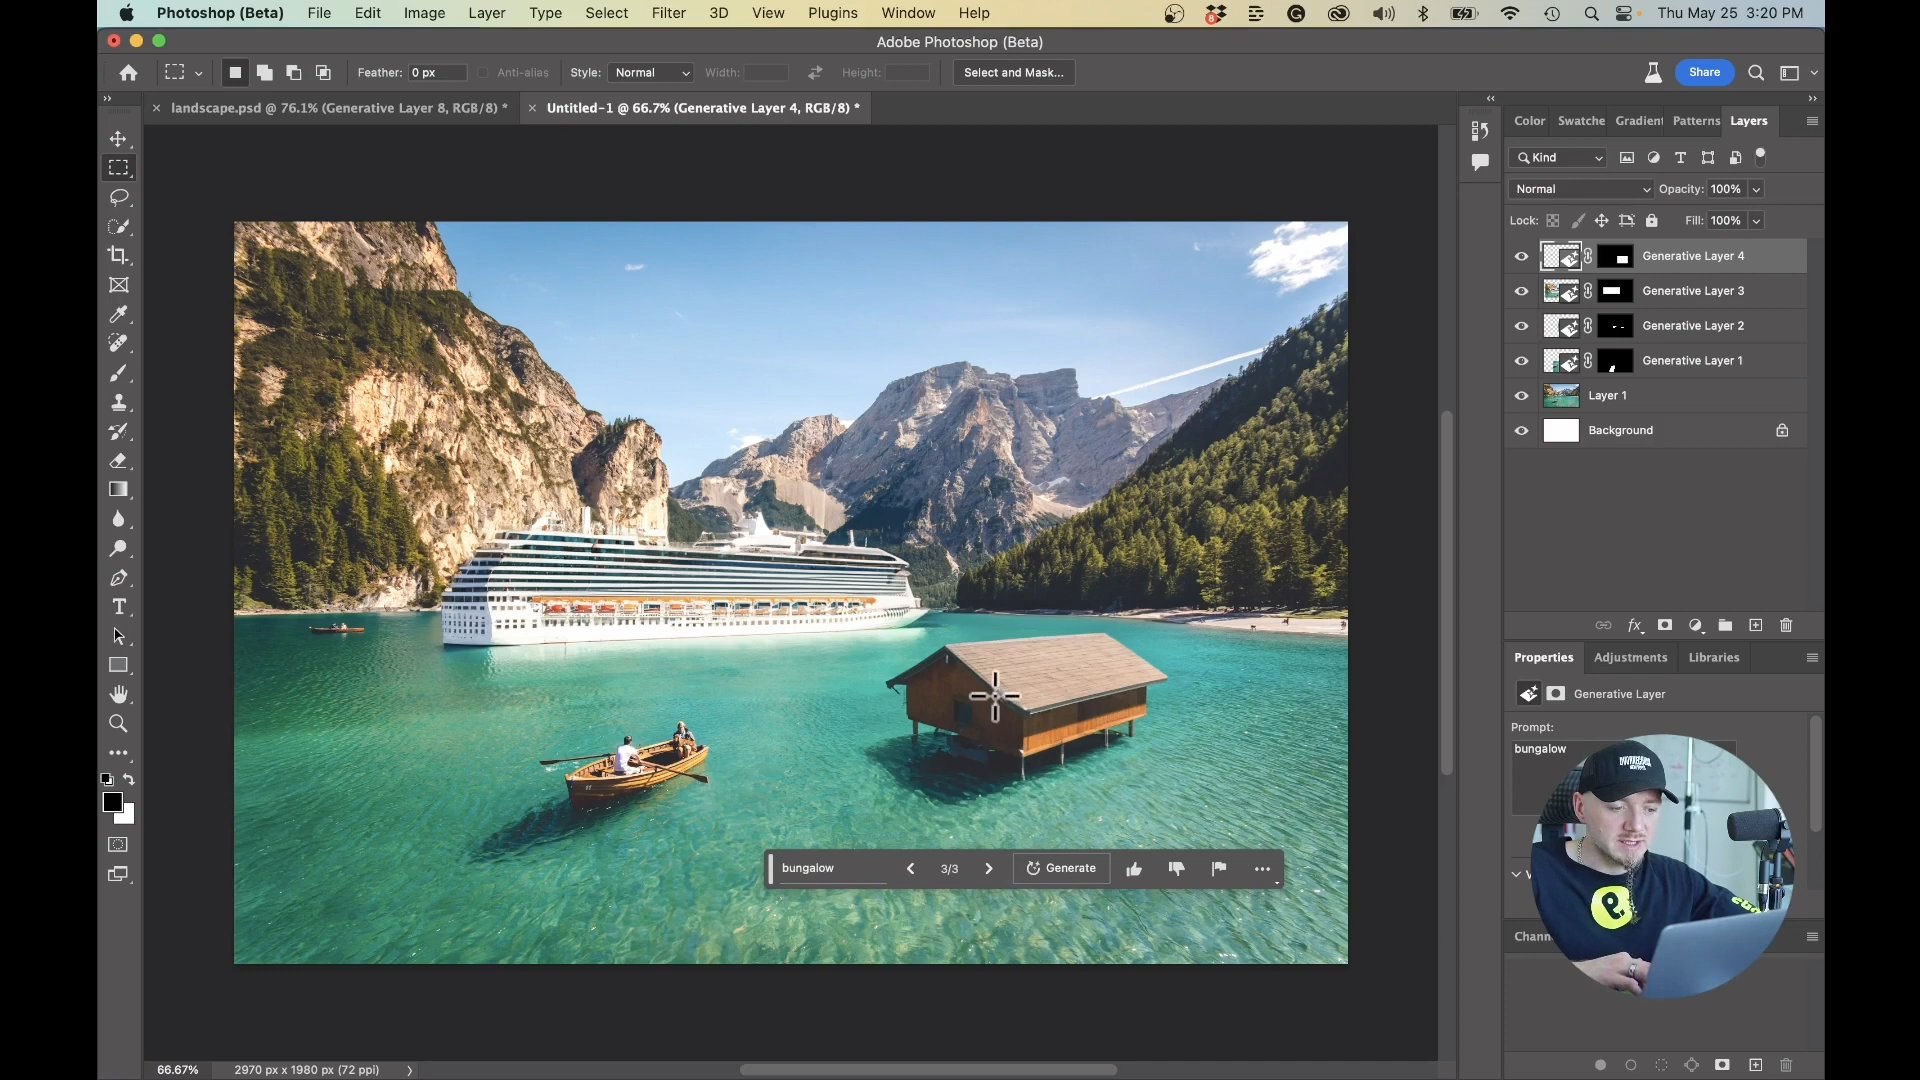 Photoshop (Beta) File Edit Image Layer Type Select Filter 3D View Plugins Window Help
8
Thu May 25 3:20 PM
Adobe Photoshop (Beta)
Feather: 0 px Anti-alias Style: Normal Width: Height: Select and Mask... Share
landscape.psd @ 76.1% (Generative Layer 8, RGB/8) *
Untitled-1 @ 66.7% (Generative Layer 4, RGB/8) *
Color Swatche Gradient Patterns Layers
Kind
Normal Opacity: 100%
Lock: Fill: 100%
Generative Layer 4
Generative Layer 3
Generative Layer 2
Generative Layer 1
Layer 1
Background
fx
Properties Adjustments Libraries
Generative Layer
Prompt:
bungalow
11
bungalow 3/3 Generate
Chann
66.67% 2970 px x 1980 px (72 ppi)